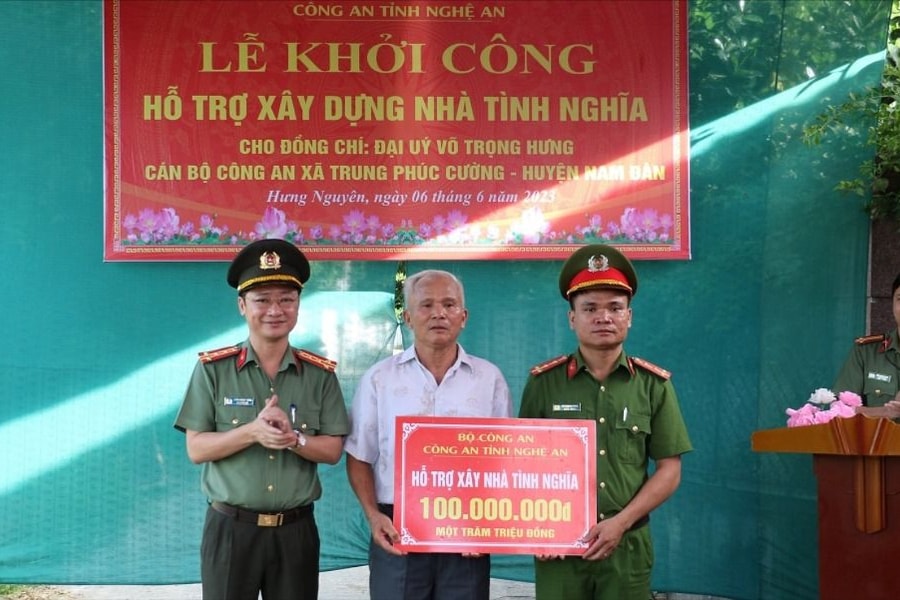 CÔNG AN TỈNH NGHỆ AN
LỄ KHỞI CÔNG
HỖ TRỢ XÂY DỰNG NHÀ TÌNH NGHĨA
CHO ĐỒNG CHÍ: ĐẠI UÝ VÕ TRỌNG HƯNG
CÁN BỘ CÔNG AN XÃ TRUNG PHÚC CƯỜNG - HUYỆN NAM ĐÀN
Hưng Nguyên, ngày 06 tháng 6 năm 2023
BỘ CÔNG AN
CÔNG AN TỈNH NGHỆ AN
HỖ TRỢ XÂY NHÀ TÌNH NGHĨA
100.000.000đ
MỘT TRĂM TRIỆU ĐỒNG